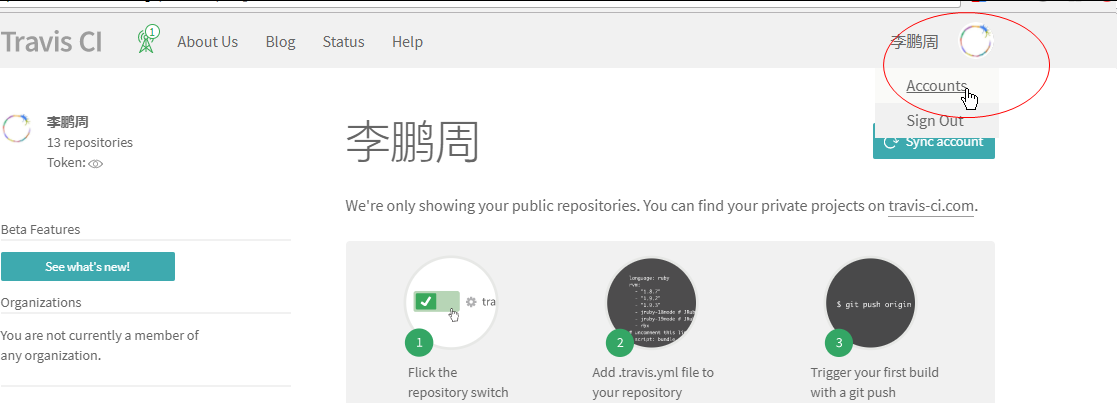 Travis CI
1
About Us
Blog
Status
Help
李鹏周
Accounts
Sign Out
李鹏周
13 repositories
Token:
李鹏周
Sync account
We're only showing your public repositories. You can find your private projects on travis-ci.com.
Beta Features
See what's new!
Organizations
You are not currently a member of
any organization.
tra
1
Flick the
repository switch
language: ruby
rvm:
- "1.8.7"
- "1.9.2"
- "1.9.3"
- jruby-18mode # JRub
- jruby-19mode # JRub
- rbx
# uncomment this li
script: bundle
2
Add .travis.yml file to
your repository
$ git push origin
3
Trigger your first build
with a git push